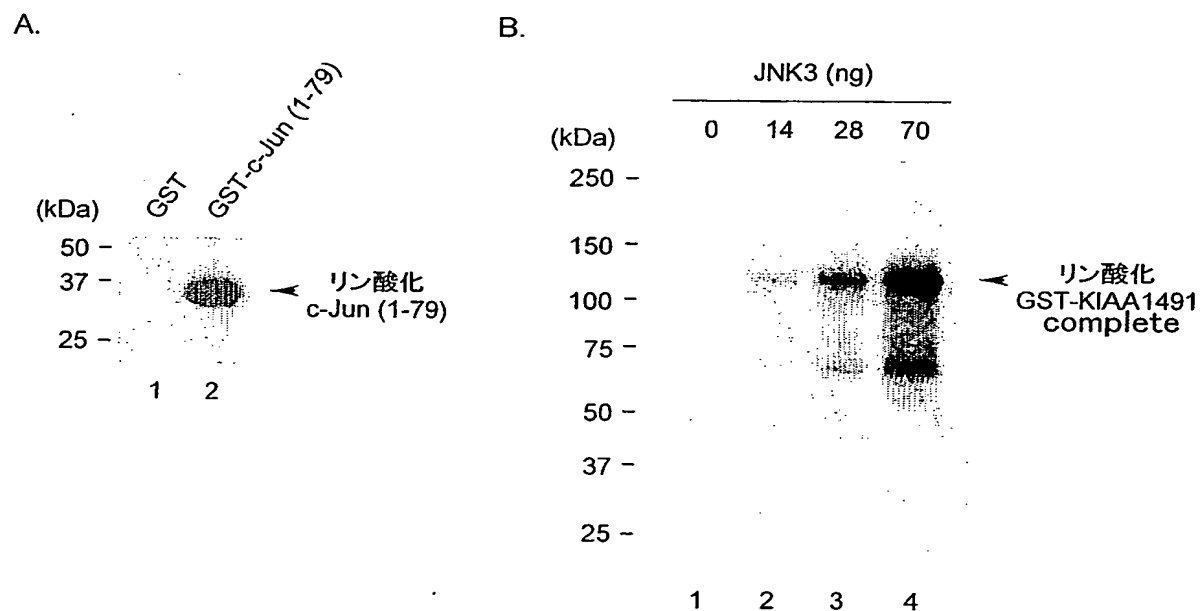 A.
(kDa)
GST
GST-c-Jun (1-79)
50
37
25
リン酸化
c-Jun (1-79)
1 2
B.
JNK3 (ng)
0 14 28 70
(kDa)
250
150
100
75
50
37
25
リン酸化
GST-KIAA1491
complete
1 2 3 4